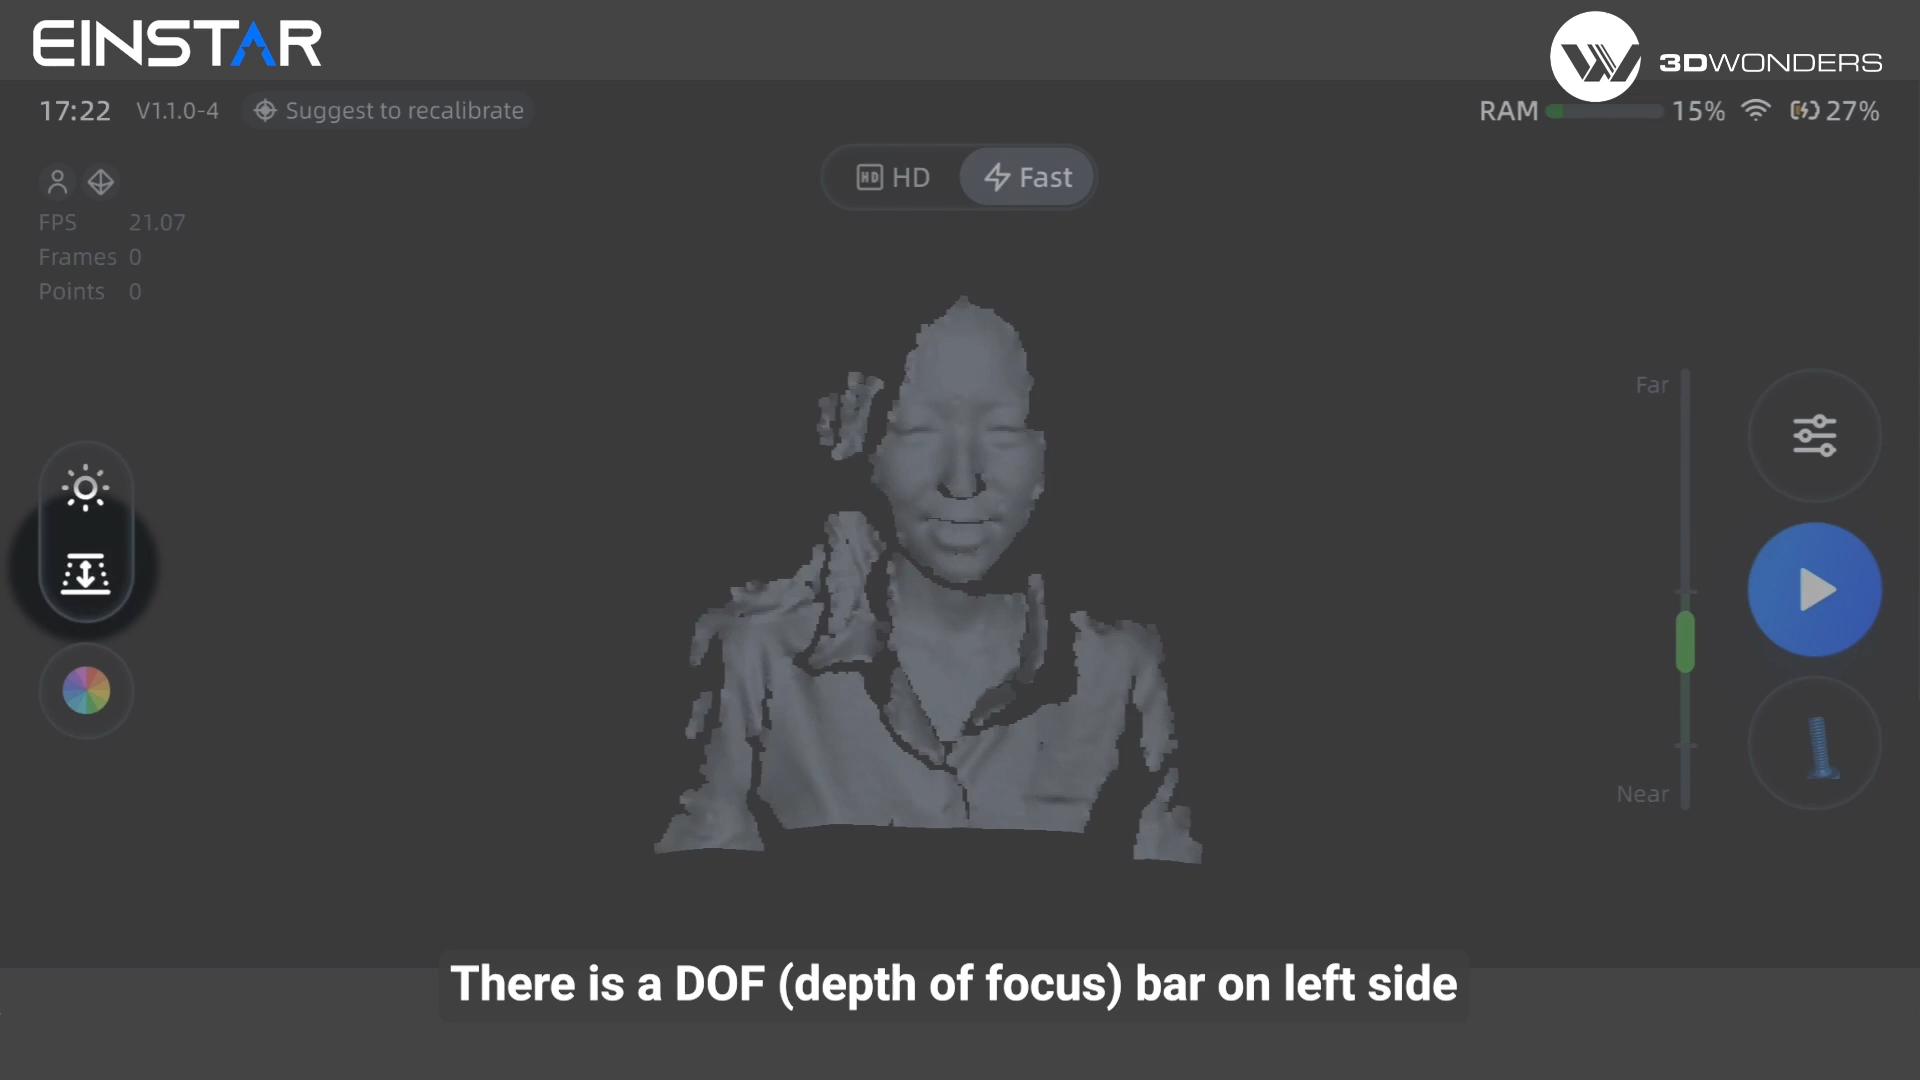 EINSTAR
3DWONDERS
17:22 V1.1.0-4 Suggest to recalibrate
RAM 15% 27%
HD HD Fast
FPS 21.07
Frames 0
Points 0
Far
Near
There is a DOF (depth of focus) bar on left side